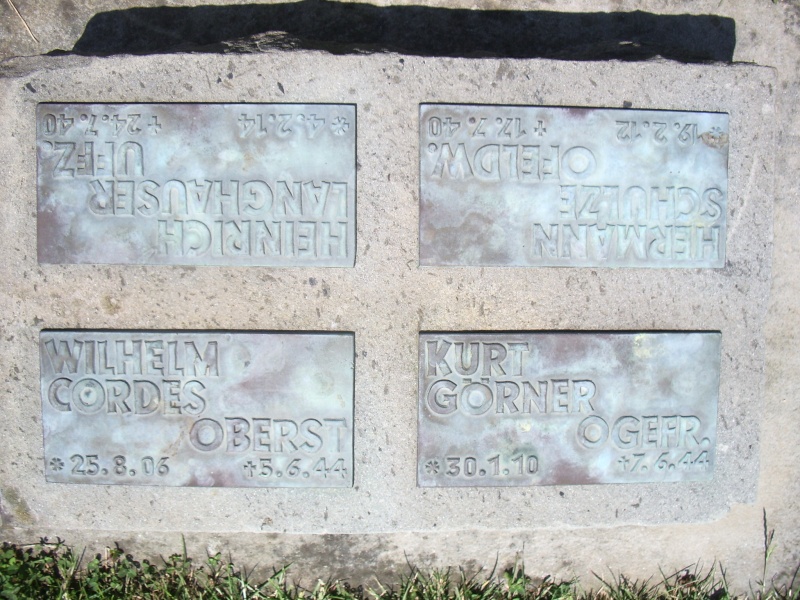 HEINRICH
LANGHÄUSER
UFFZ.
* 4.2.14 + 24.7.40
HERMANN
SCHULZE
OFELDW.
* 19.2.12 + 17.7.40
WILHELM
CORDES
OBERST
* 25.8.06 + 5.6.44
KURT
GÖRNER
OGEFR.
* 30.1.10 + 7.6.44